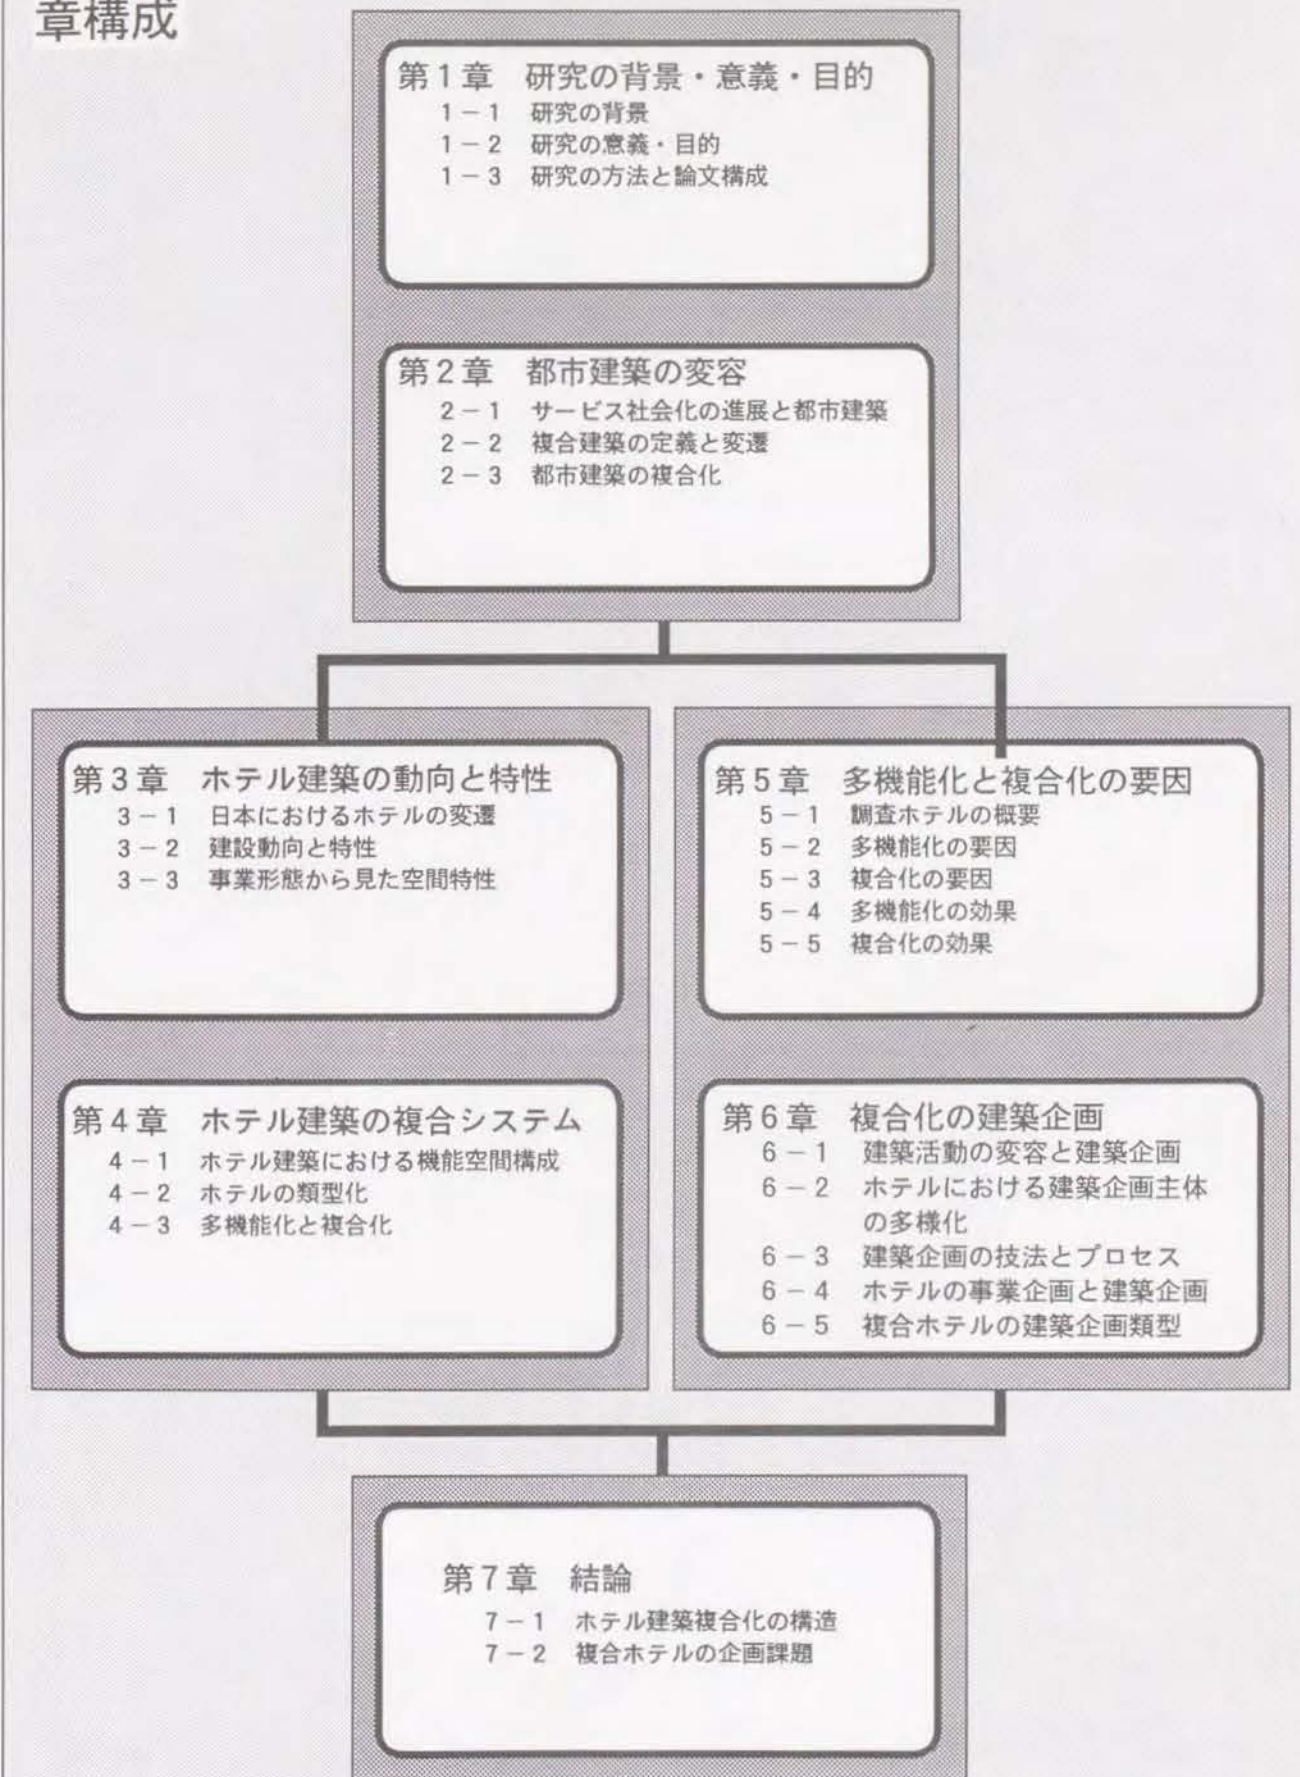 章構成
第1章 研究の背景・意義・目的
1－1 研究の背景
1－2 研究の意義・目的
1－3 研究の方法と論文構成
第2章 都市建築の変容
2－1 サービス社会化の進展と都市建築
2－2 複合建築の定義と変遷
2－3 都市建築の複合化
第3章 ホテル建築の動向と特性
3－1 日本におけるホテルの変遷
3－2 建設動向と特性
3－3 事業形態から見た空間特性
第4章 ホテル建築の複合システム
4－1 ホテル建築における機能空間構成
4－2 ホテルの類型化
4－3 多機能化と複合化
第5章 多機能化と複合化の要因
5－1 調査ホテルの概要
5－2 多機能化の要因
5－3 複合化の要因
5－4 多機能化の効果
5－5 複合化の効果
第6章 複合化の建築企画
6－1 建築活動の変容と建築企画
6－2 ホテルにおける建築企画主体
の多様化
6－3 建築企画の技法とプロセス
6－4 ホテルの事業企画と建築企画
6－5 複合ホテルの建築企画類型
第7章 結論
7－1 ホテル建築複合化の構造
7－2 複合ホテルの企画課題